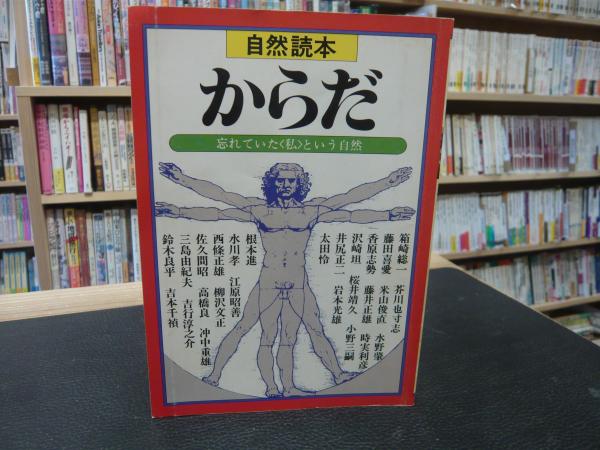 自然読本
からだ
忘れていた〈私〉という自然
箱崎総一 芥川也寸志
藤田喜愛 米山俊直 水野肇
香原志勢 藤井正雄 時実利彦
沢崎坦 桜井靖久 小野三嗣
井尻正二 岩本光雄
太田怜
根本進 江原昭善
水川孝 柳沢文正
西條正雄 高橋良 冲中重雄
佐久間昭 吉行淳之介
三島由紀夫 吉本千禎
鈴木良平